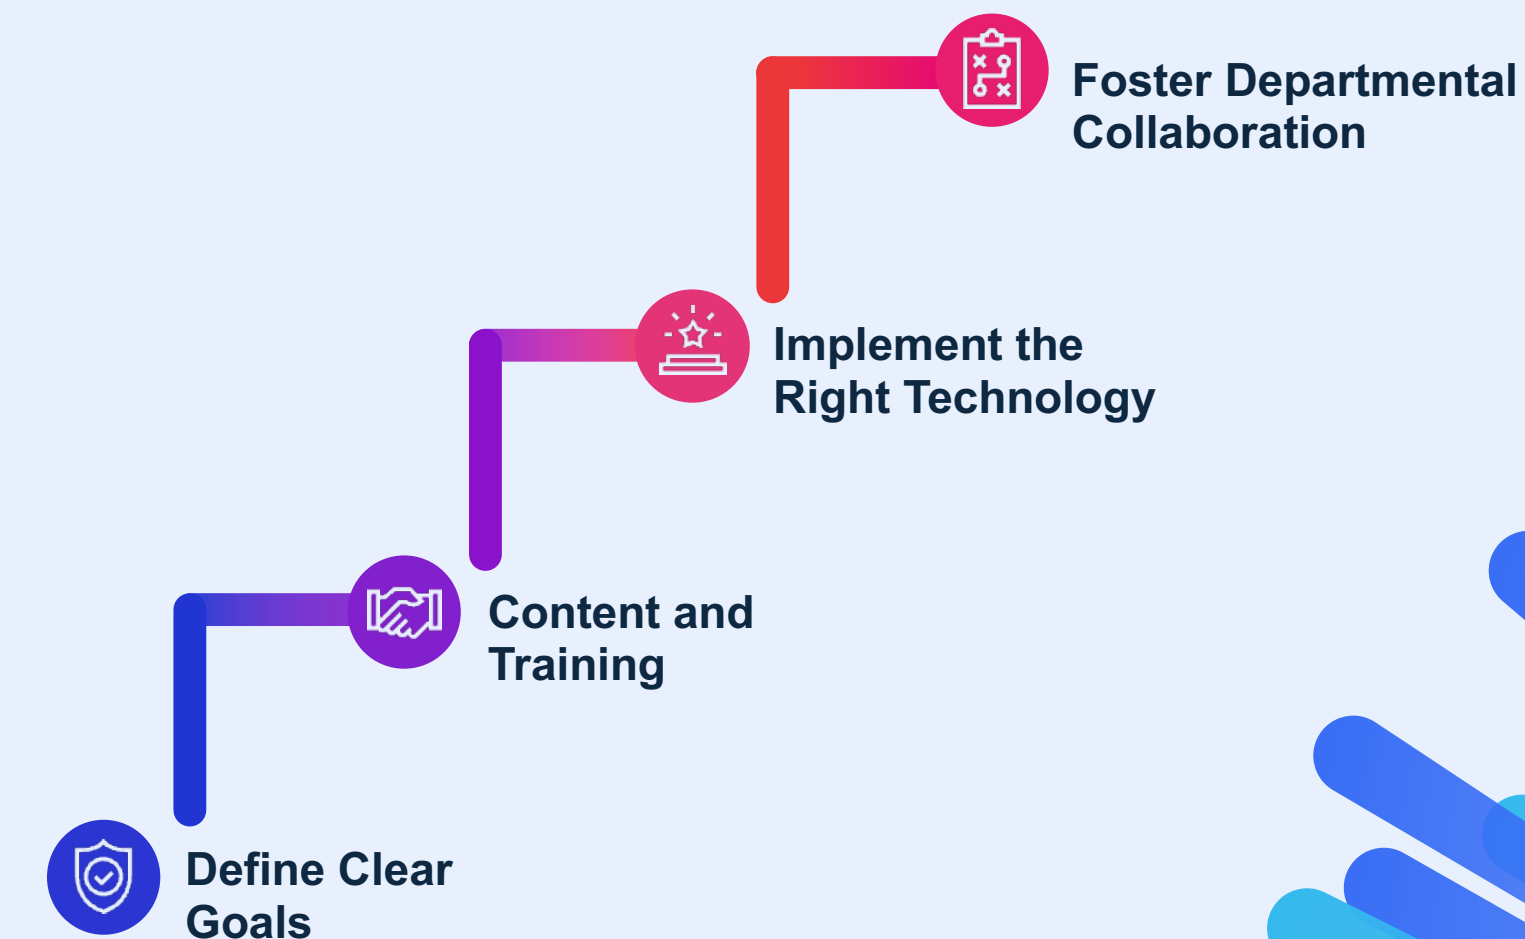 Foster Departmental
Collaboration
Implement the
Right Technology
Content and
Training
Define Clear
Goals